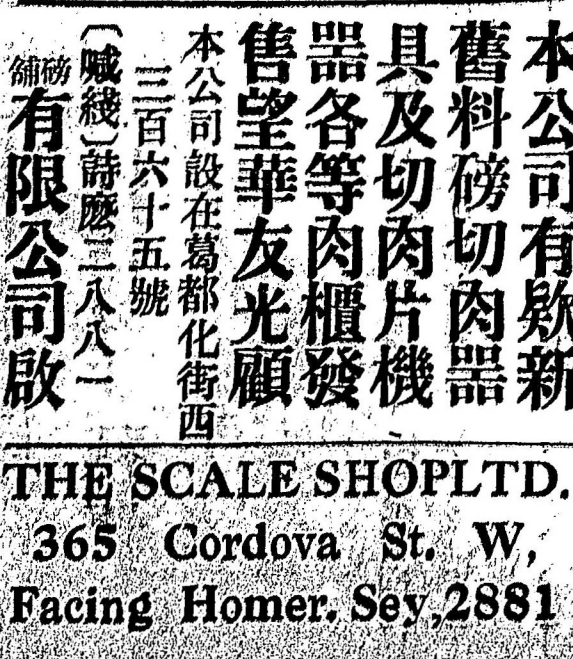 本公司有欵新
舊料磅切肉器
具及切肉片機
器各等肉櫃發
售望華友光顧
本公司設在葛都化街西
三百六十五號
〔喊綫〕詩麼二八八一
磅舖有限公司啟
THE SCALE SHOPLTD.
365 Cordova St. W,
Facing Homer. Sey,2881